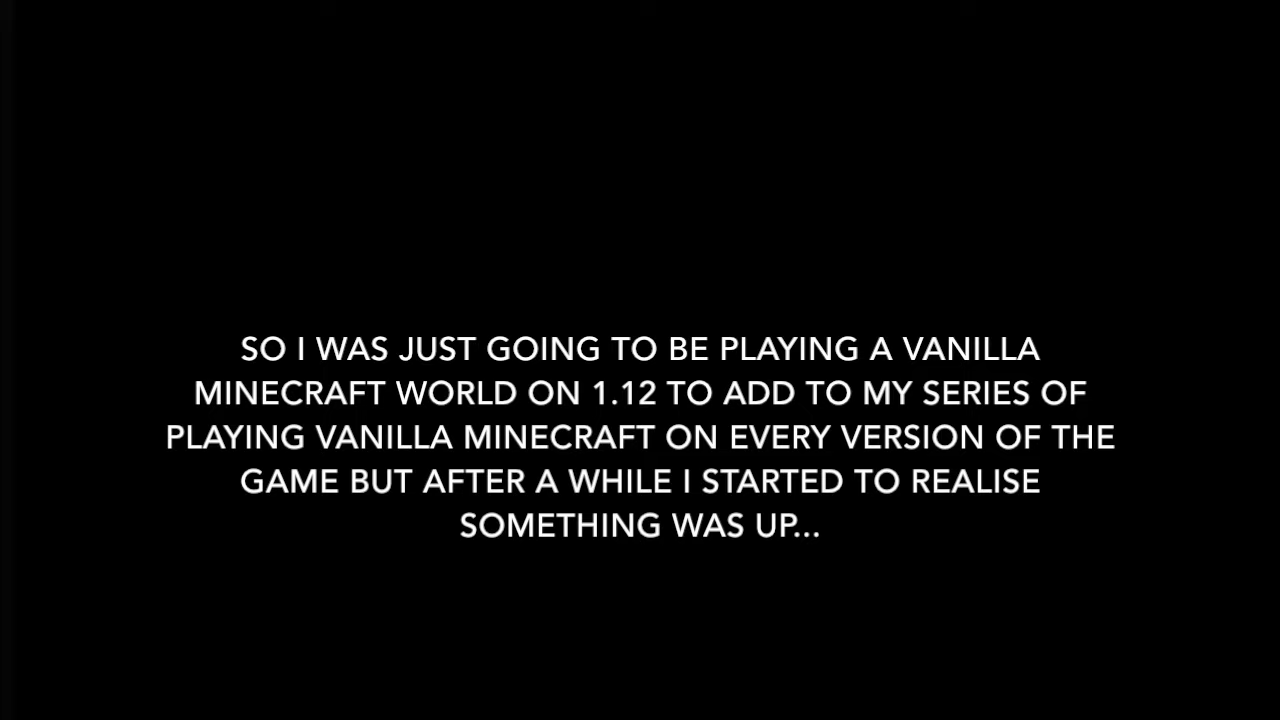 SO I WAS JUST GOING TO BE PLAYING A VANILLA
MINECRAFT WORLD ON 1.12 TO ADD TO MY SERIES OF
PLAYING VANILLA MINECRAFT ON EVERY VERSION OF THE
GAME BUT AFTER A WHILE I STARTED TO REALISE
SOMETHING WAS UP...